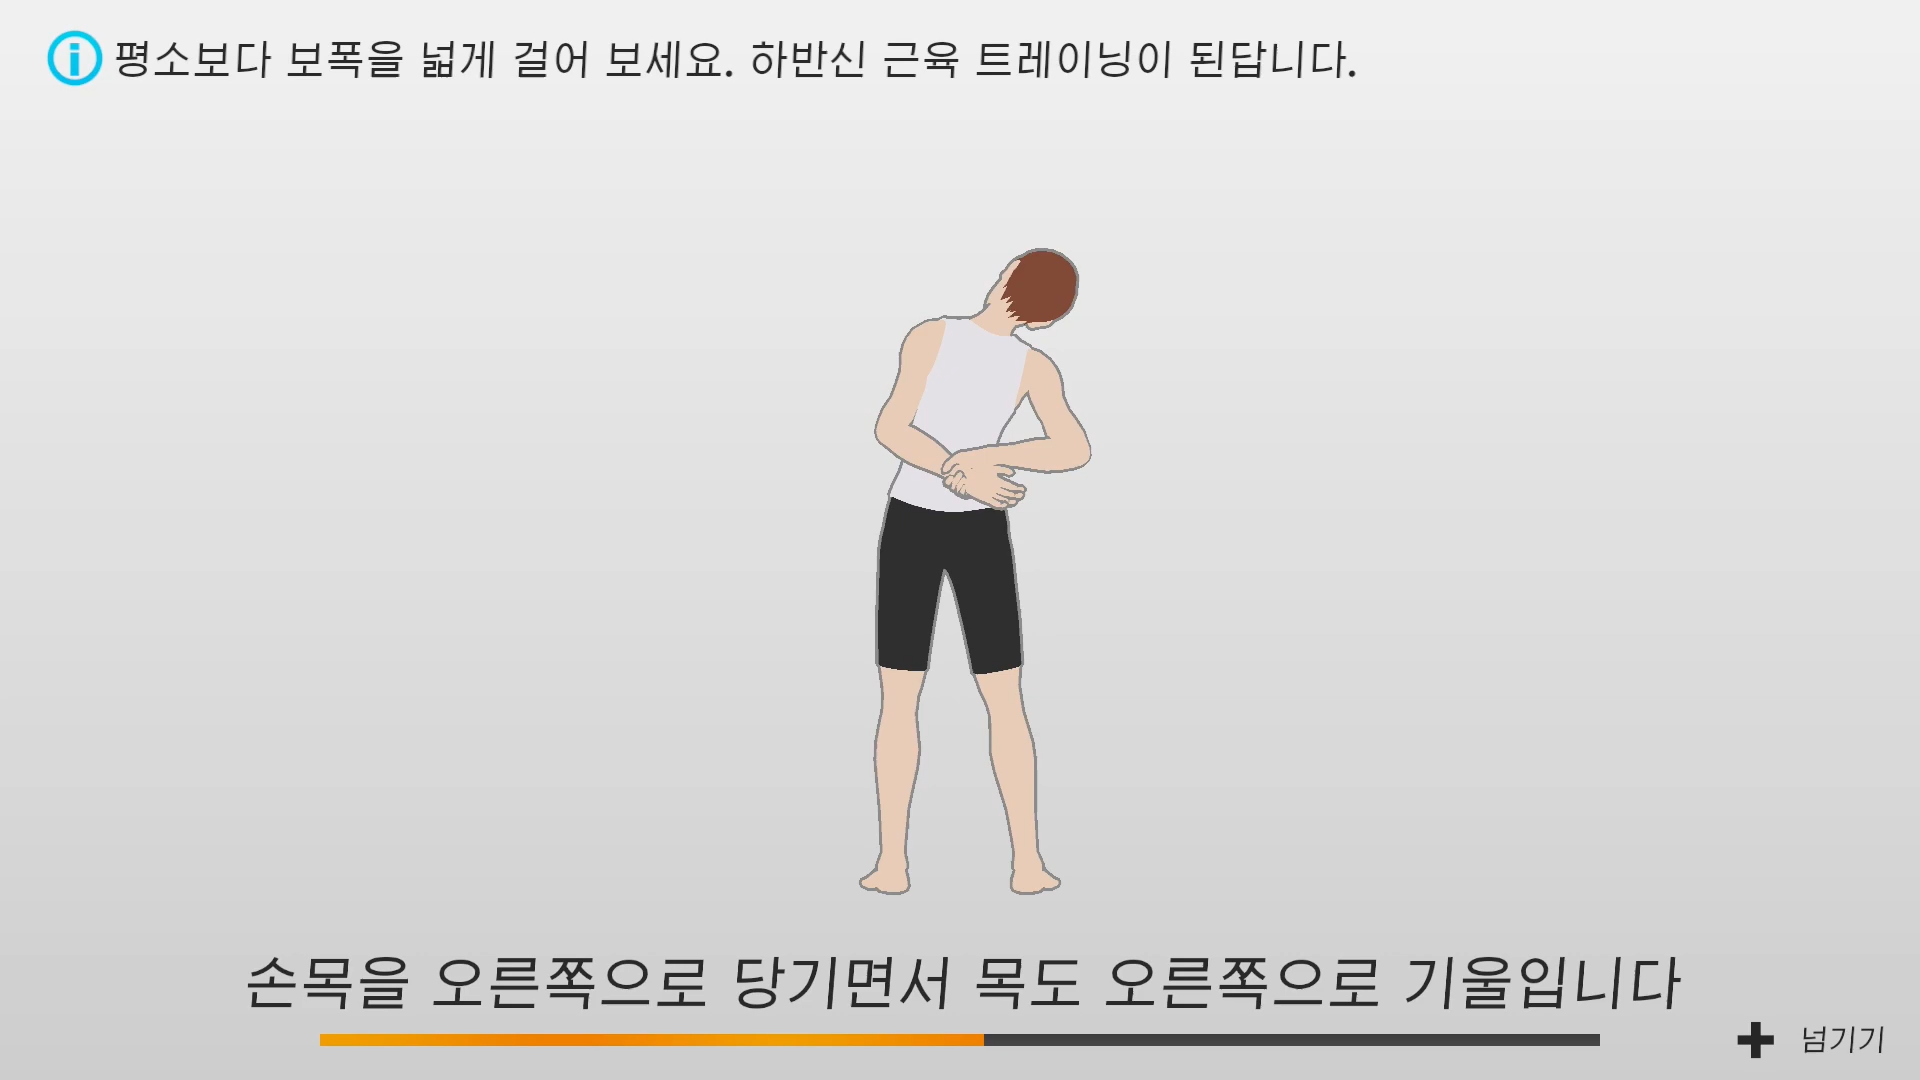 평소보다 보폭을 넓게 걸어 보세요. 하반신 근육 트레이닝이 된답니다.
손목을 오른쪽으로 당기면서 목도 오른쪽으로 기울입니다
넘기기